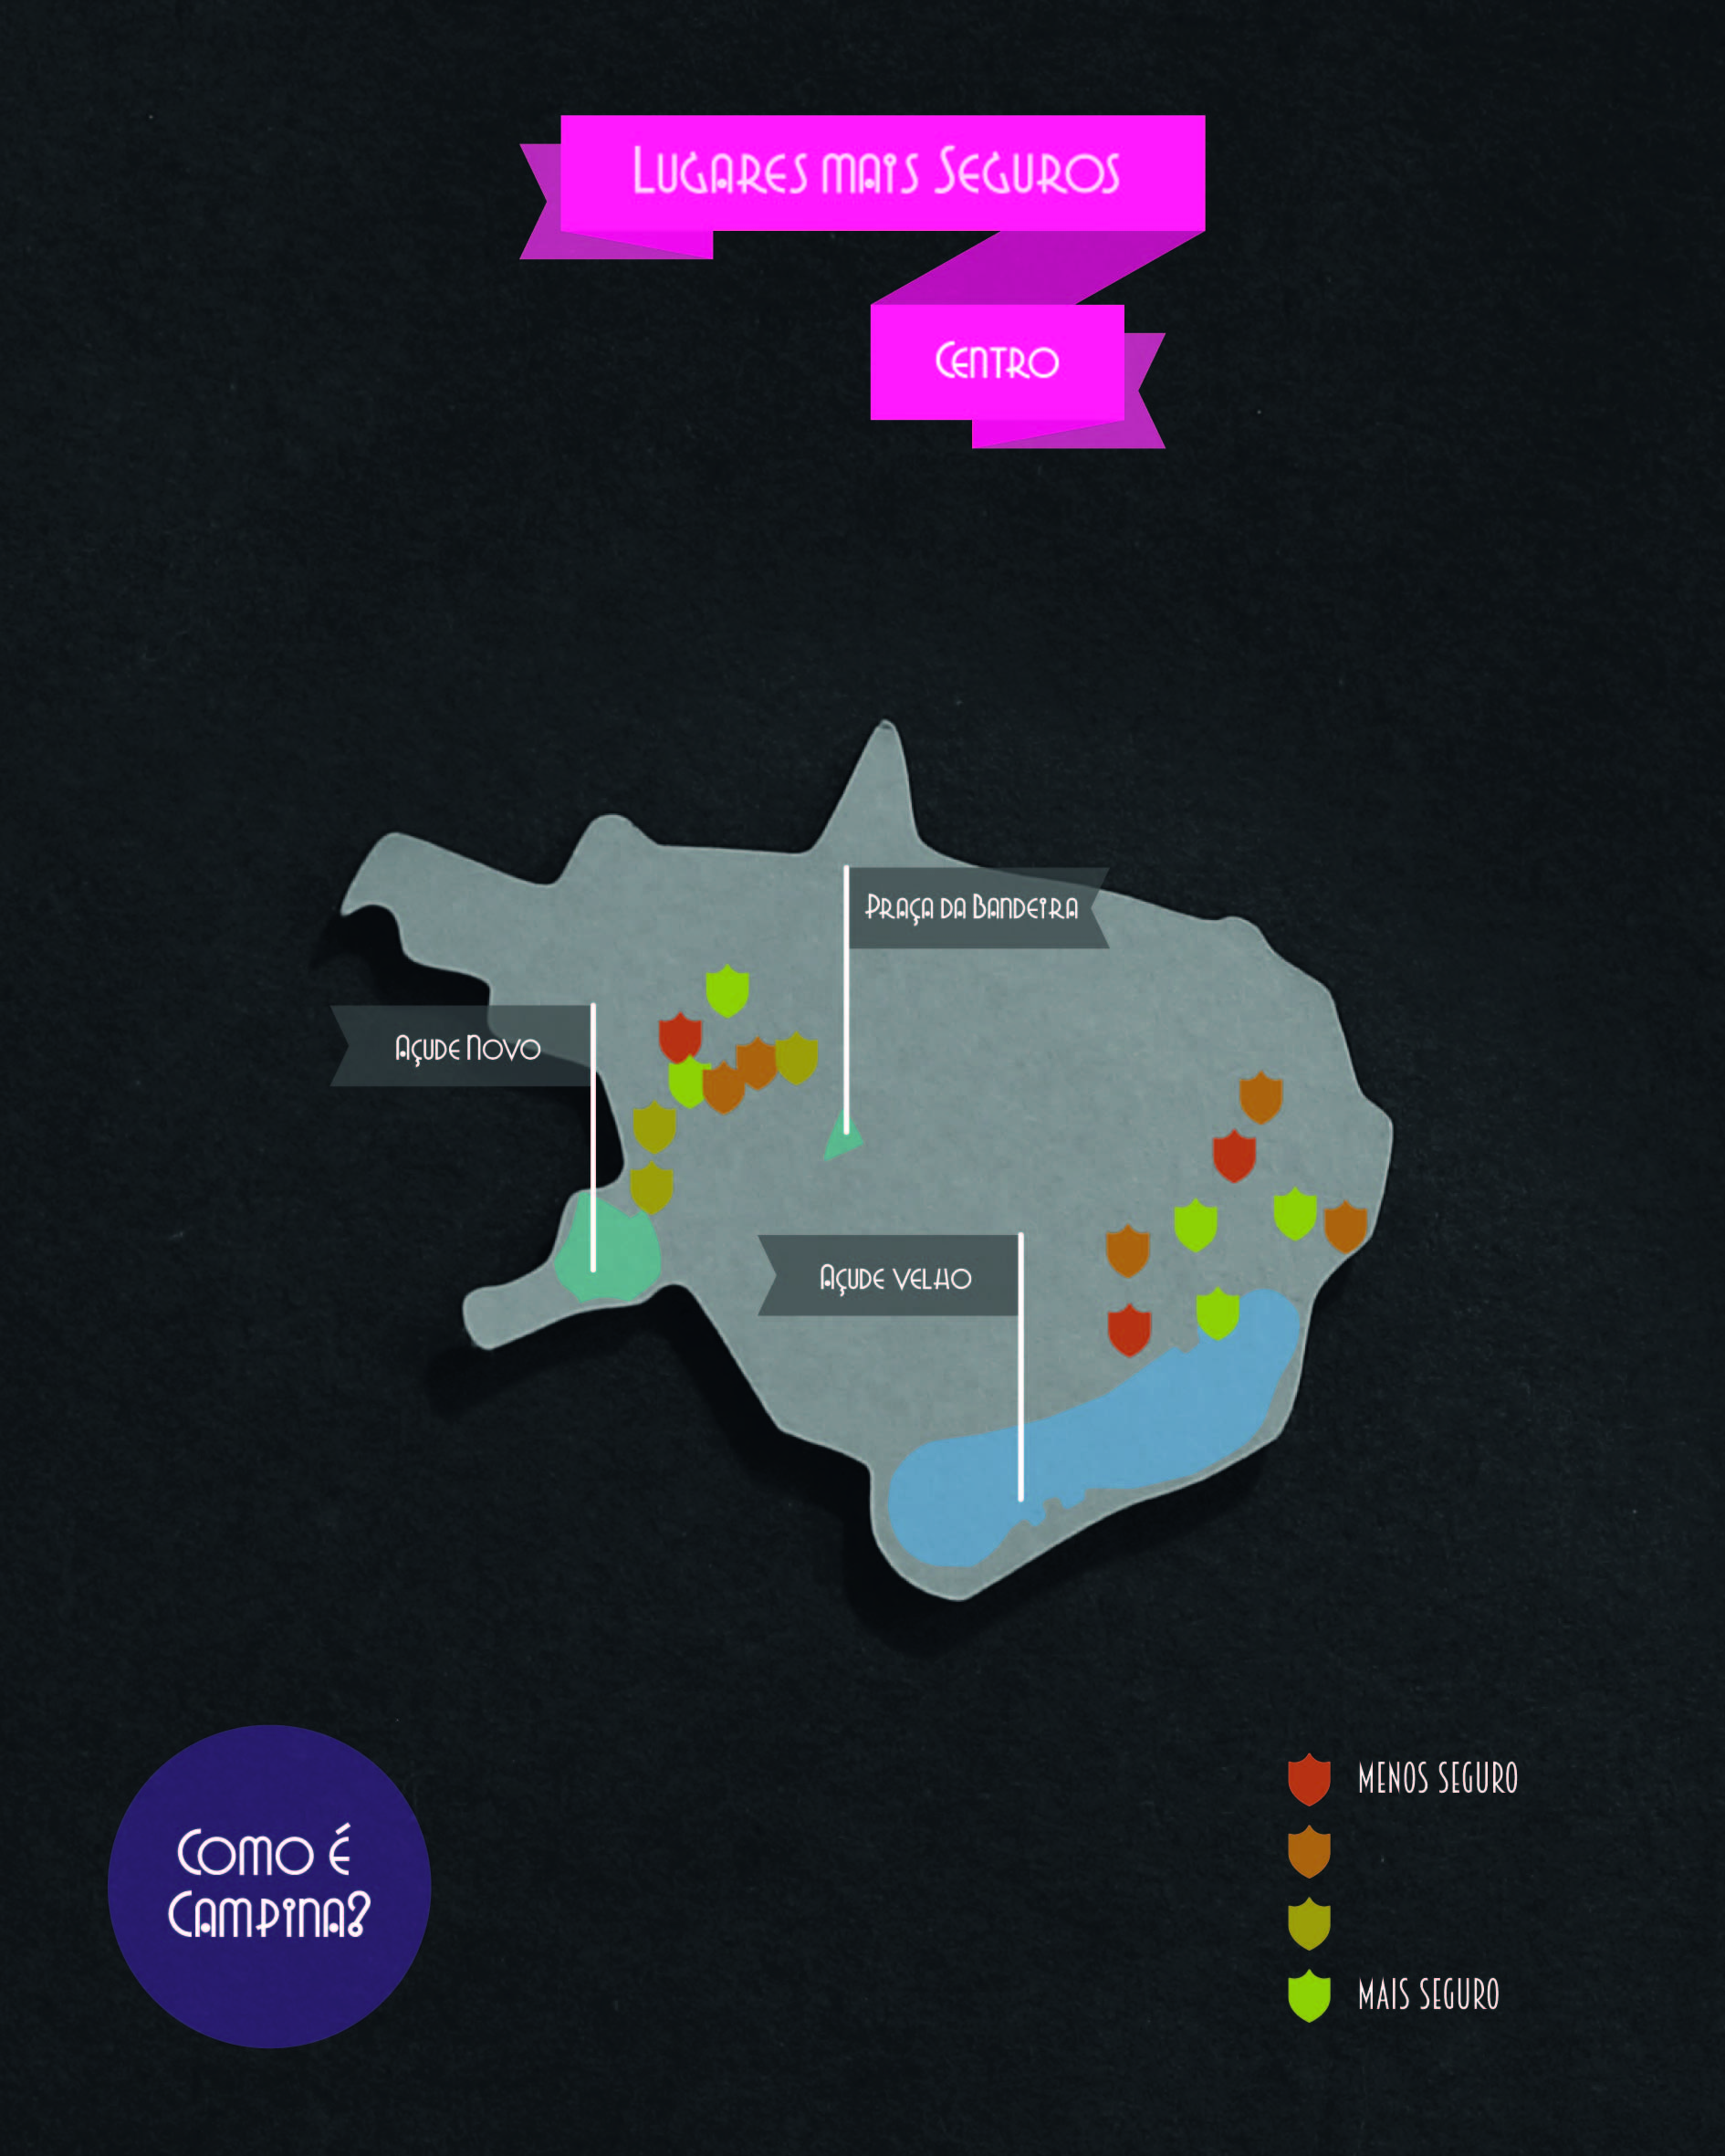 Lugares mais Seguros
Centro
Praça da Bandeira
Açude Novo
Açude velho
Como é
Campina?
MENOS SEGURO
MAIS SEGURO